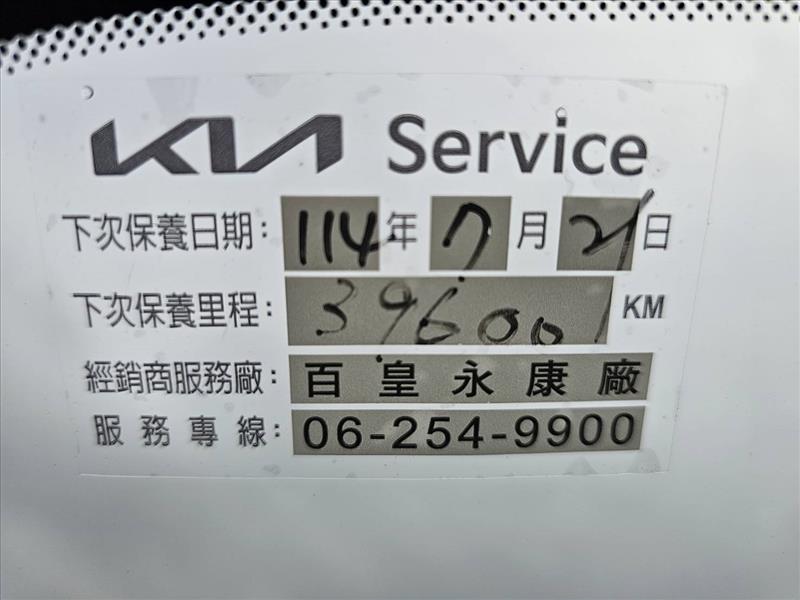 KIA Service
下次保養日期：114年7月21日
下次保養里程：39600KM
經銷商服務廠：百皇永康廠
服務專線：06-254-9900